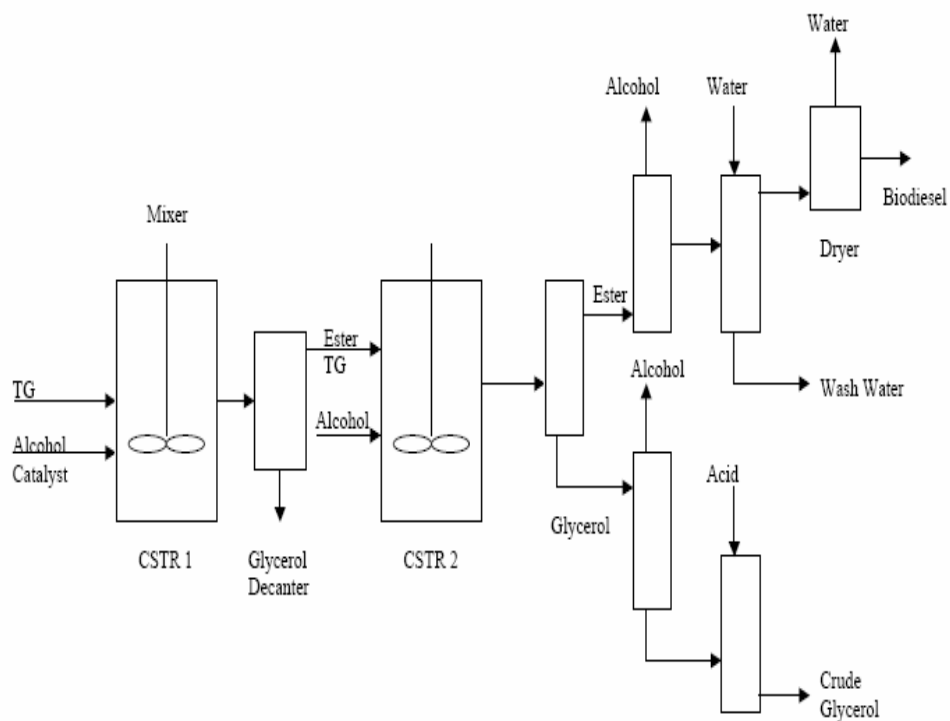 Water
Alcohol
Water
Biodiesel
Mixer
Dryer
Ester
Ester
TG
Alcohol
TG
Wash Water
Alcohol
Alcohol
Catalyst
Acid
Glycerol
CSTR 1
Glycerol
Decanter
CSTR 2
Crude
Glycerol